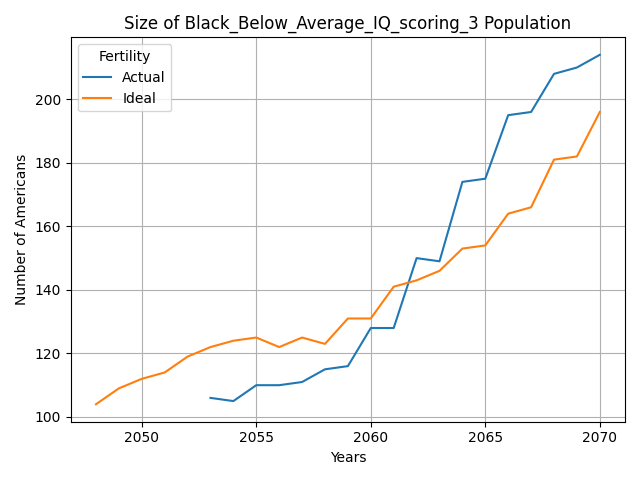 Size of Black_Below_Average_IQ_scoring_3 Population
Fertility
Actual
Ideal
Number of Americans
200
180
160
140
120
100
2050
2055
2060
2065
2070
Years